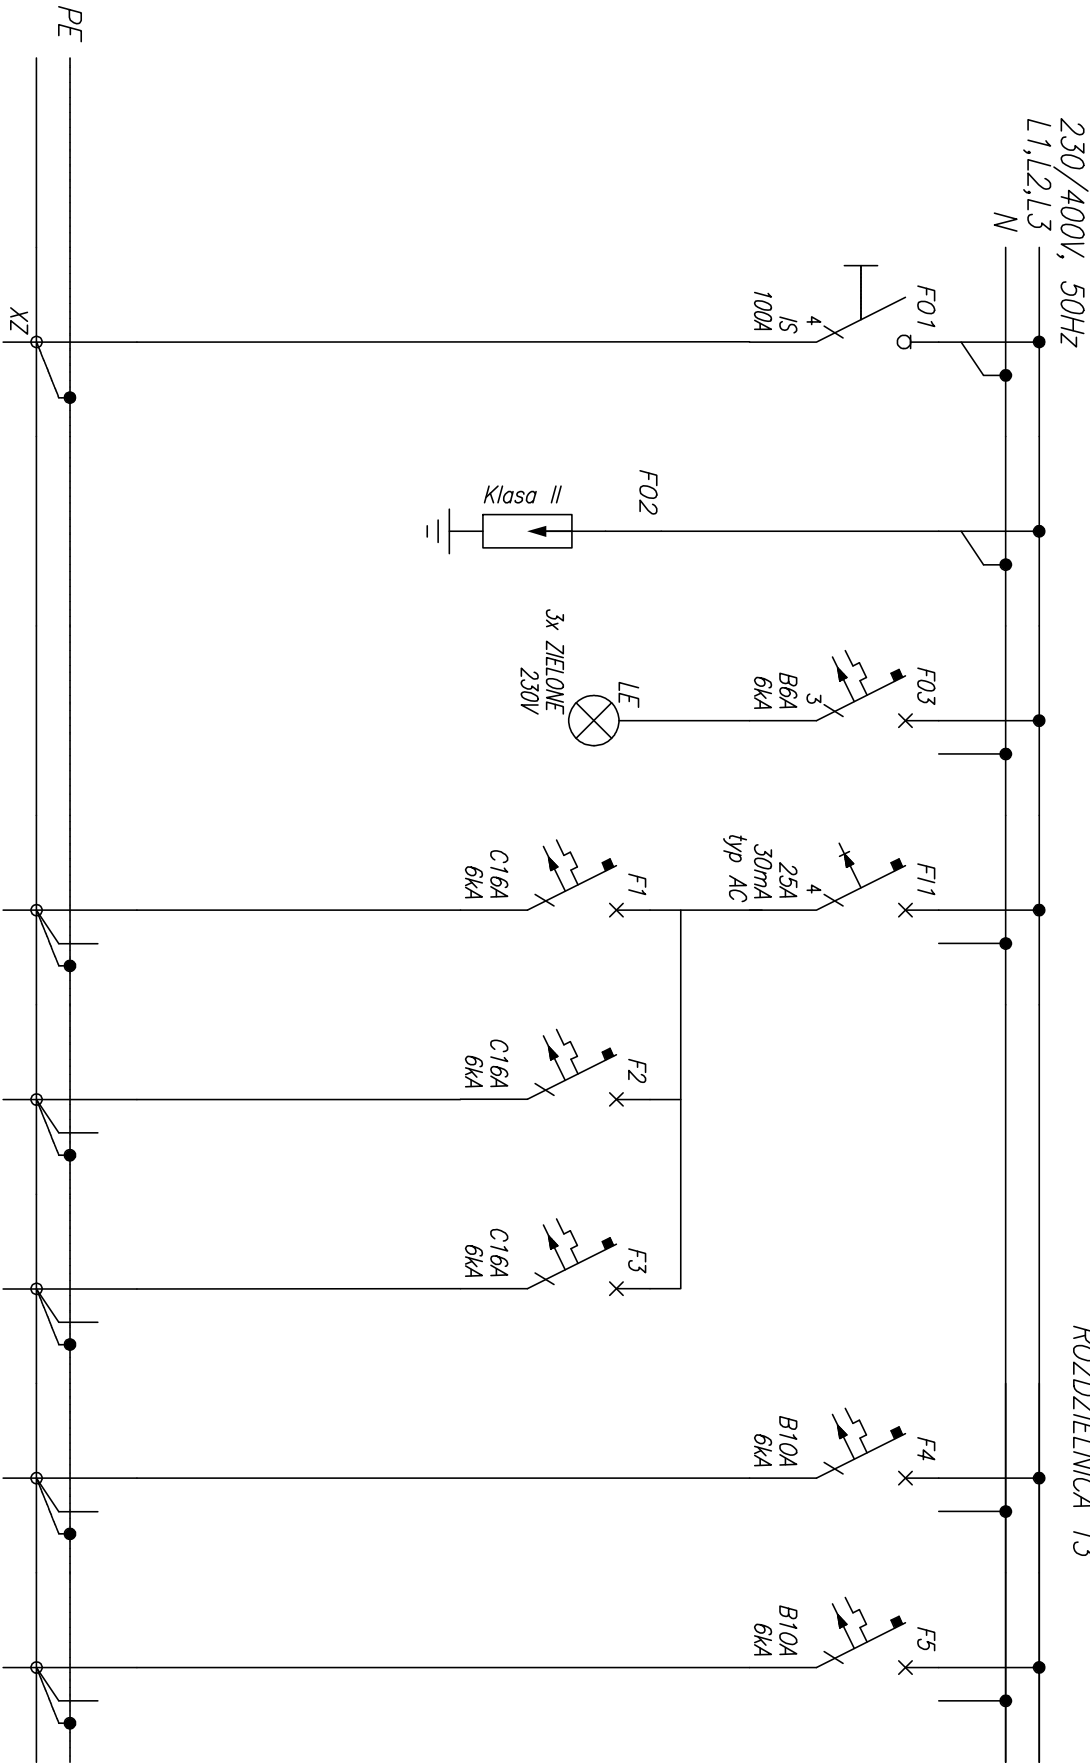 ROZDZIELNICA T3
230/400V, 50Hz
L1,L2,L3
N
F01
4
IS
100A
F02
Klasa II
F03
3
B6A
6kA
LE
3x ZIELONE
230V
FI1
4
25A
30mA
typ AC
F1
C16A
6kA
F2
C16A
6kA
F3
C16A
6kA
F4
B10A
6kA
F5
B10A
6kA
PE
XZ